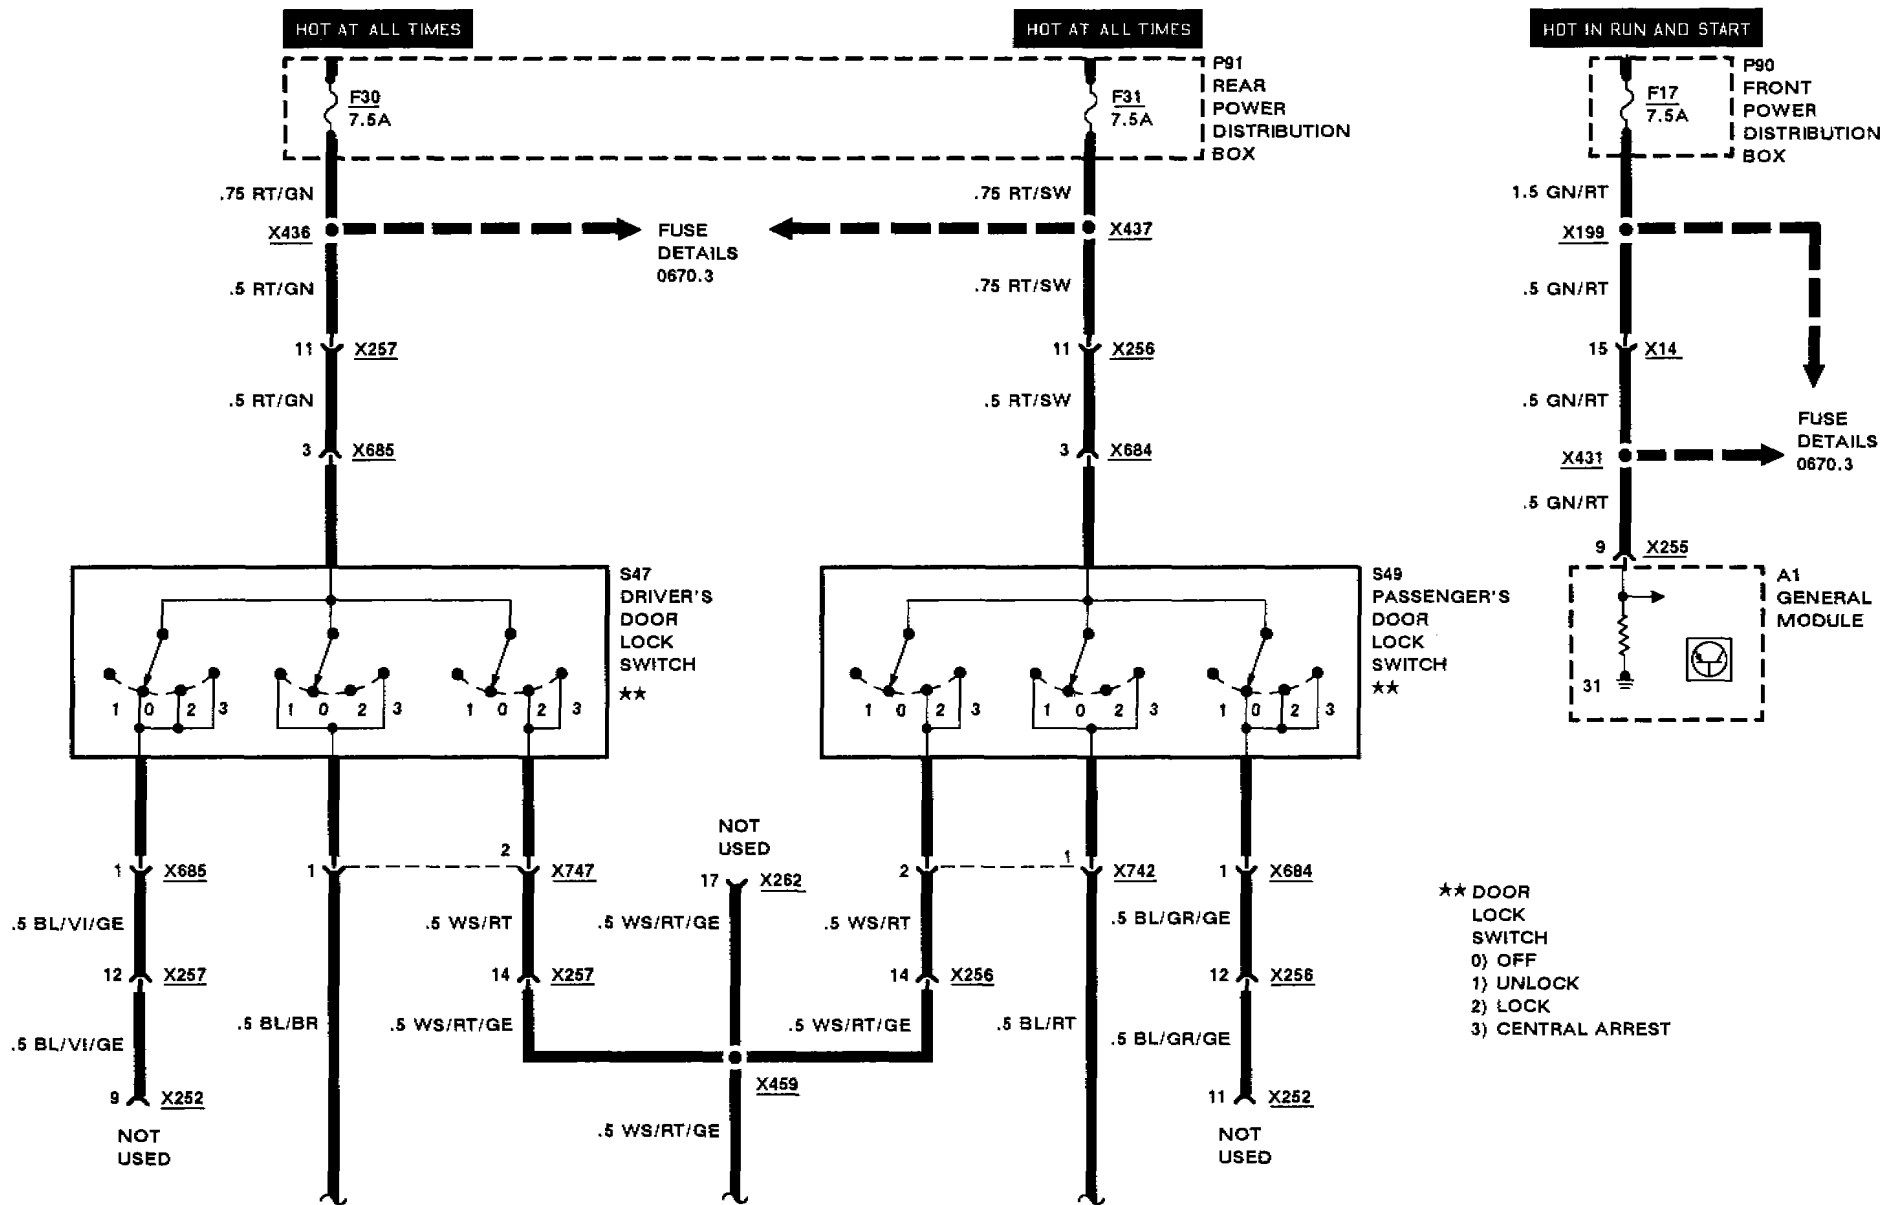 HOT AT ALL TIMES
HOT AT ALL TIMES
HOT IN RUN AND START
F30
7.5A
F31
7.5A
P91
REAR
POWER
DISTRIBUTION
BOX
F17
7.5A
P90
FRONT
POWER
DISTRIBUTION
BOX
.75 RT/GN
.75 RT/SW
1.5 GN/RT
X436
FUSE
DETAILS
0670.3
X437
X199
.5 RT/GN
.75 RT/SW
.5 GN/RT
11 X257
11 X256
15 X14
.5 RT/GN
.5 RT/SW
.5 GN/RT
FUSE
DETAILS
0670.3
3 X685
3 X684
X431
.5 GN/RT
9 X255
S47
DRIVER'S
DOOR
LOCK
SWITCH
★★
S49
PASSENGER'S
DOOR
LOCK
SWITCH
★★
A1
GENERAL
MODULE
31
1 0 2 3
1 0 2 3
1 0 2 3
1 0 2 3
1 0 2 3
1 0 2 3
NOT
USED
1 X685
1
2
X747
17 X262
2
1
X742
1 X684
.5 BL/VI/GE
.5 WS/RT
.5 WS/RT/GE
.5 WS/RT
.5 BL/GR/GE
12 X257
14 X257
14 X256
12 X256
.5 BL/VI/GE
.5 BL/BR
.5 WS/RT/GE
.5 WS/RT/GE
.5 BL/RT
.5 BL/GR/GE
X459
9 X252
NOT
USED
.5 WS/RT/GE
11 X252
NOT
USED
★★ DOOR
LOCK
SWITCH
0) OFF
1) UNLOCK
2) LOCK
3) CENTRAL ARREST